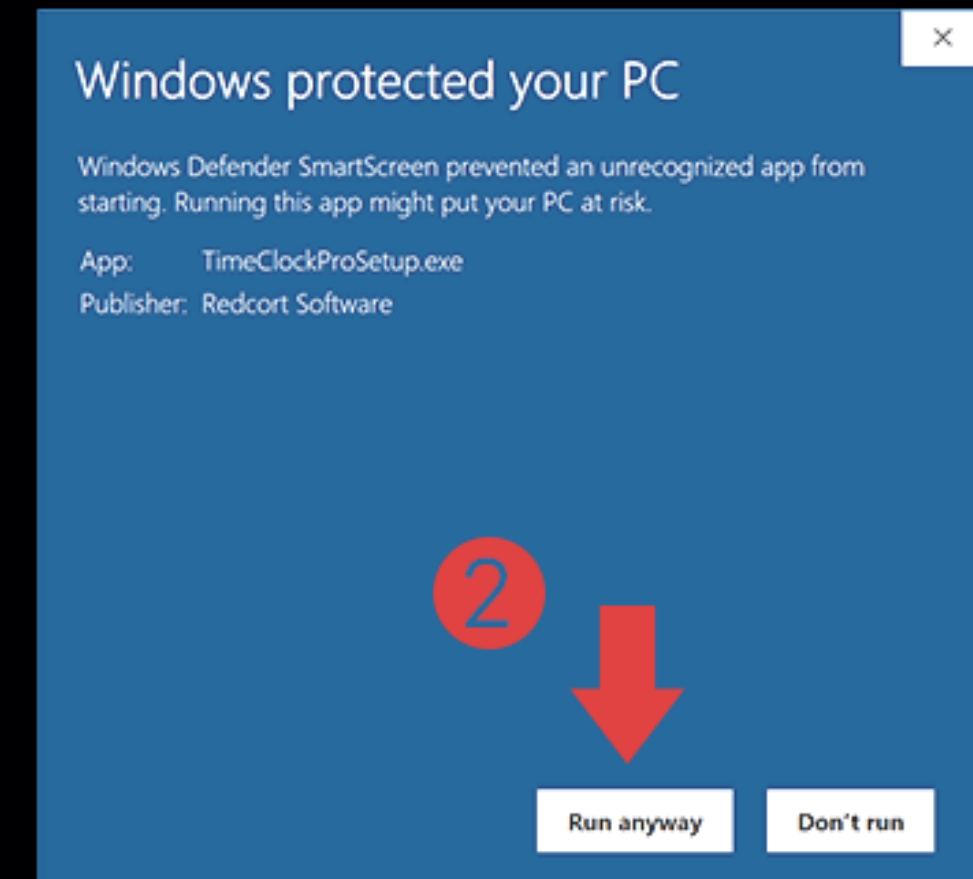 Windows protected your PC
Windows Defender SmartScreen prevented an unrecognized app from
starting. Running this app might put your PC at risk.
App: TimeClockProSetup.exe
Publisher: Redcort Software
2
Run anyway Don't run